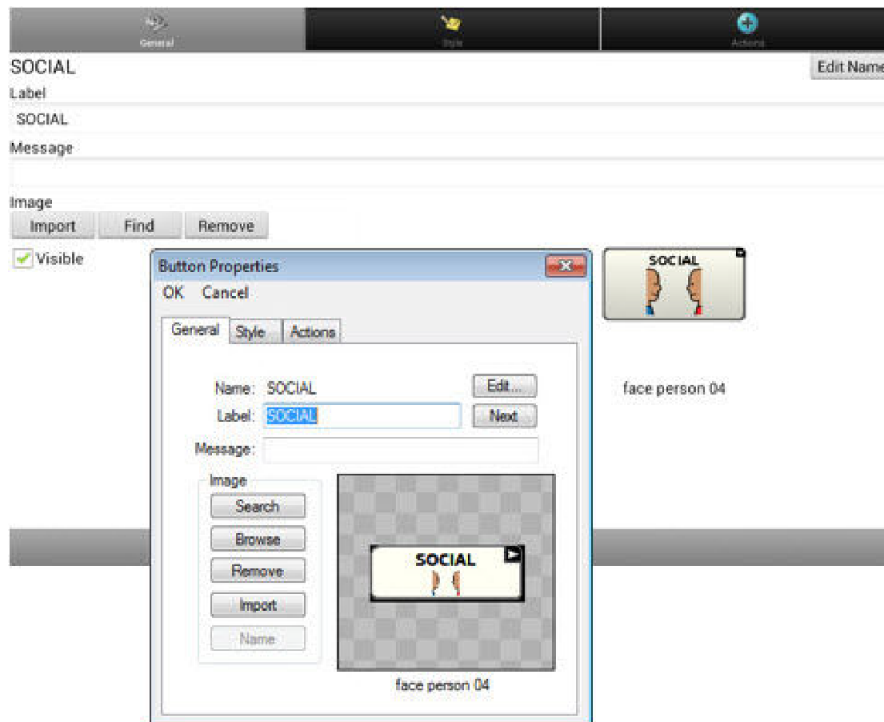 General Style Actions
SOCIAL Edit Name
Label
SOCIAL
Message
Image
Import Find Remove
Visible
SOCIAL
face person 04
Button Properties
OK Cancel
General Style Actions
Name: SOCIAL Edit...
Label: SOCIAL Next
Message:
Image
Search
Browse
Remove
Import
Name
SOCIAL
face person 04